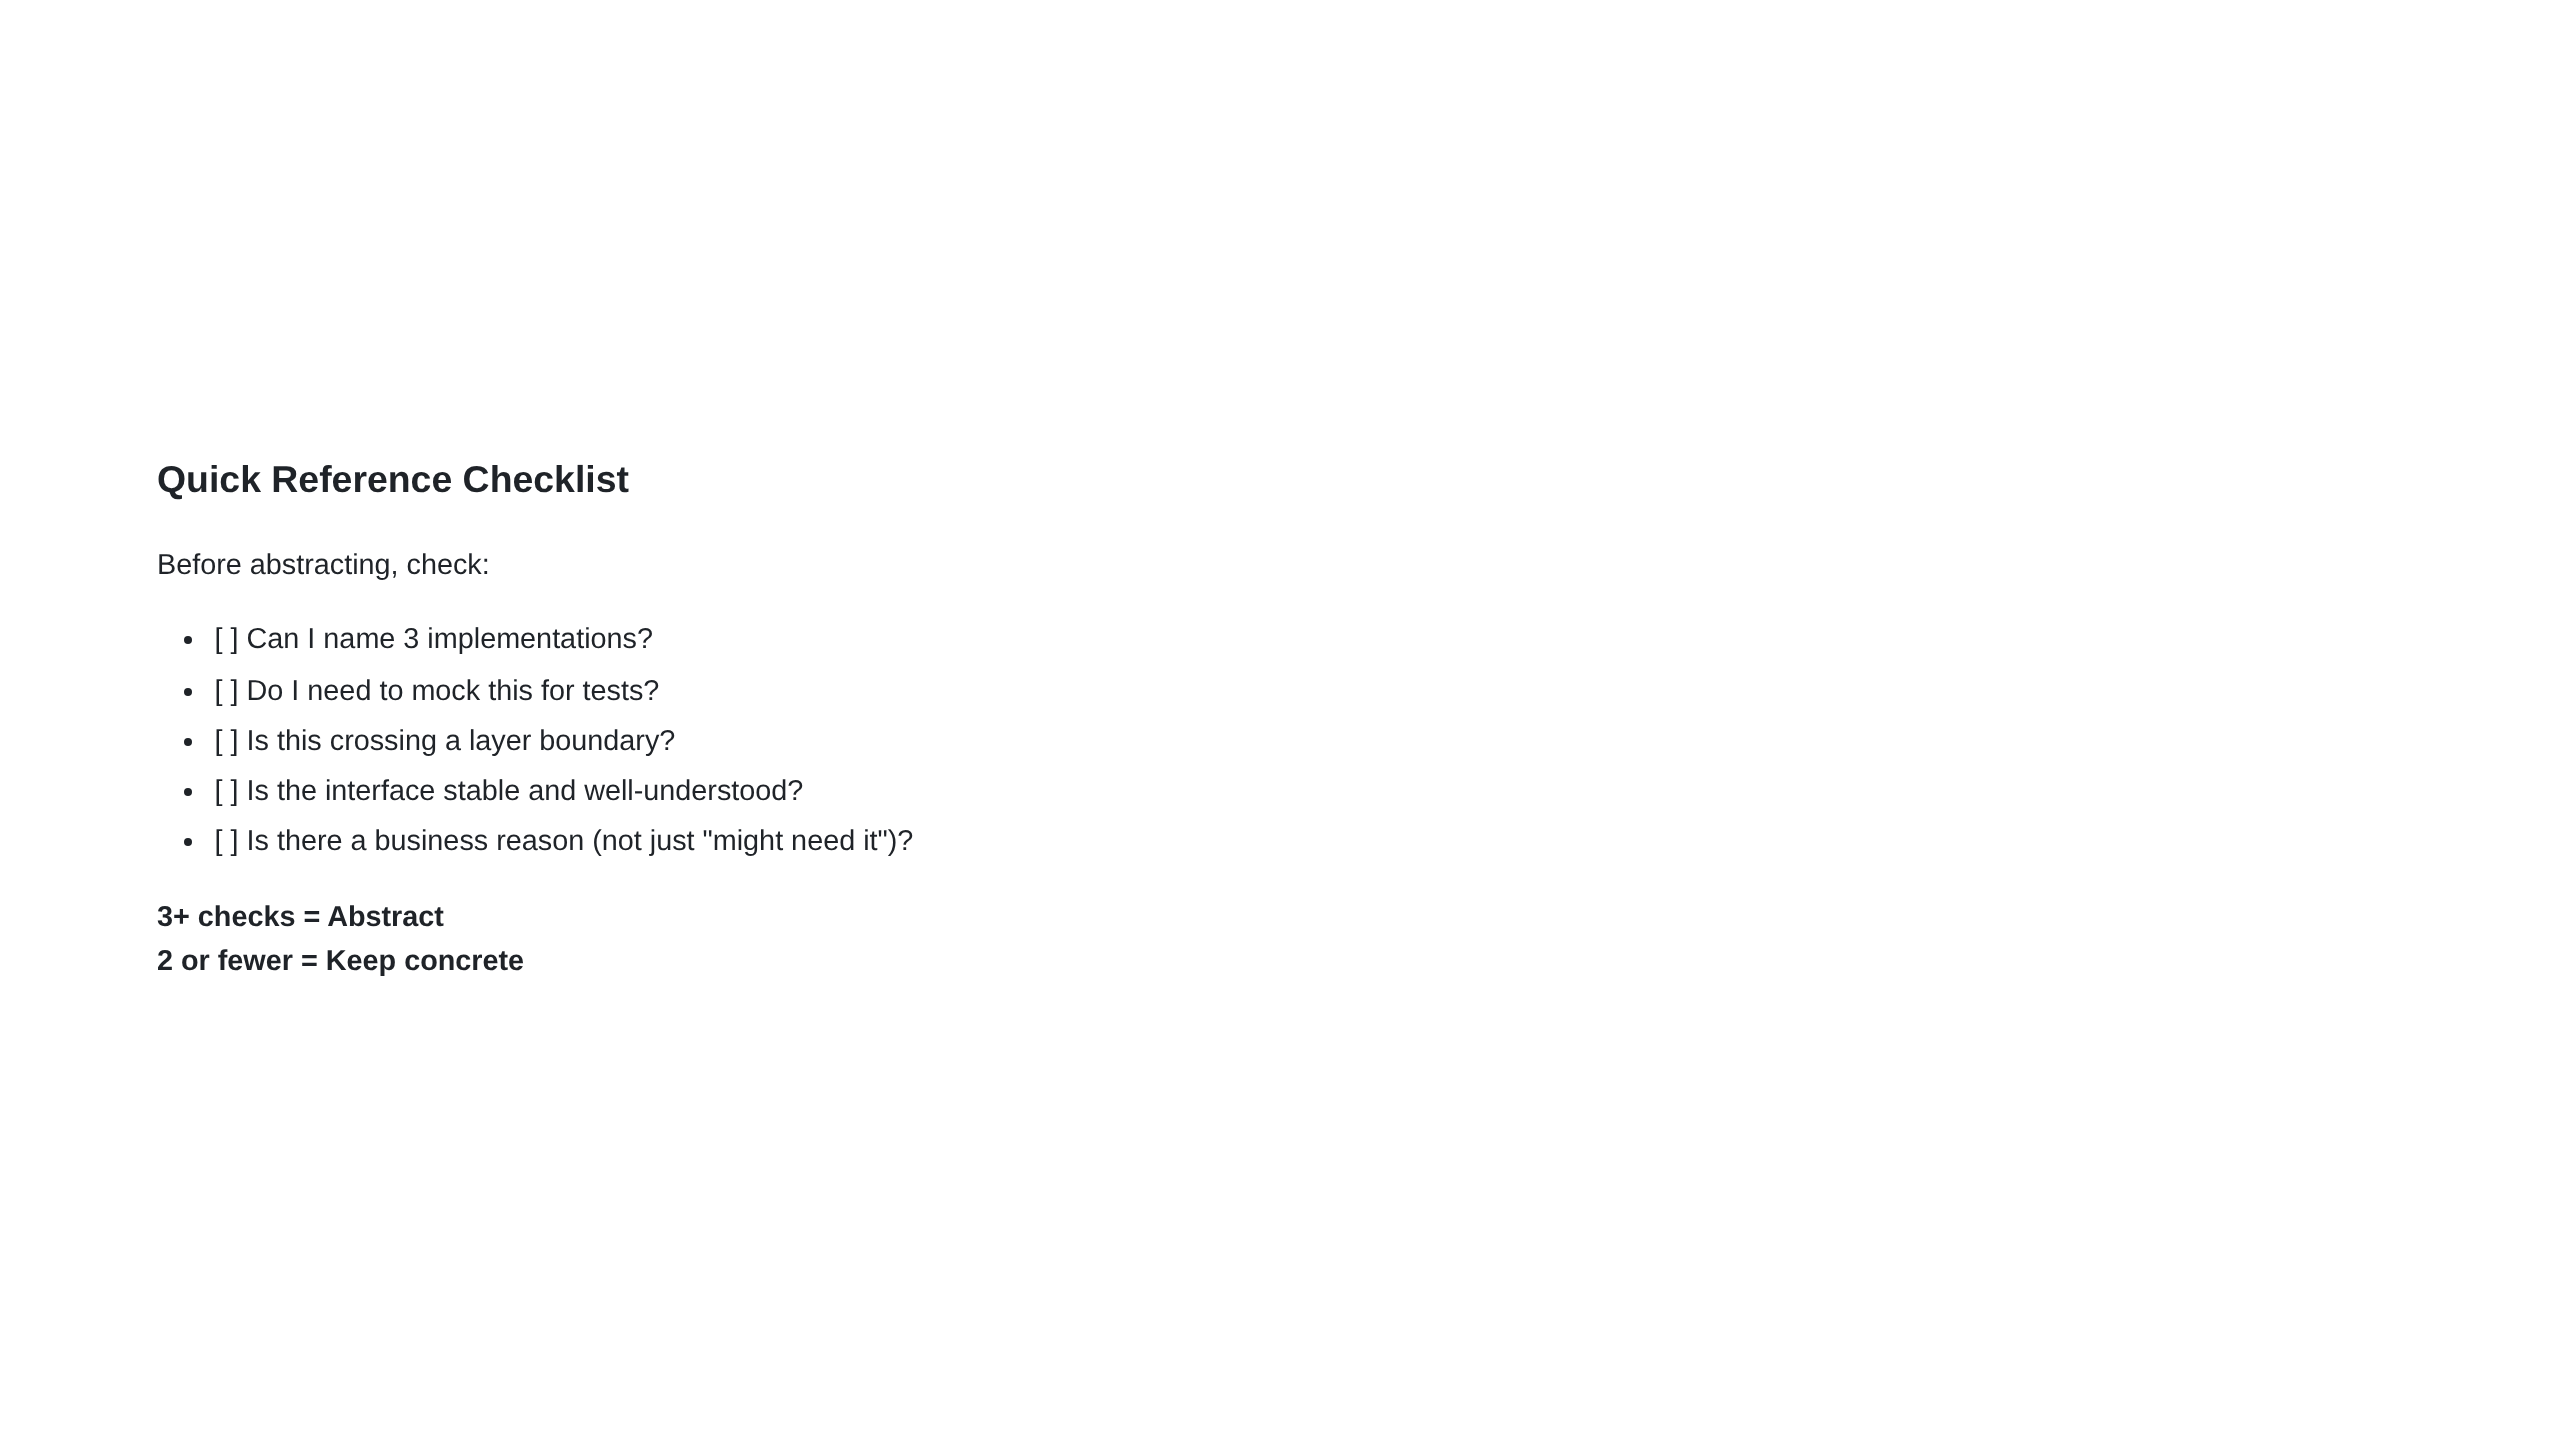 Quick Reference Checklist
Before abstracting, check:
• [ ] Can I name 3 implementations?
• [ ] Do I need to mock this for tests?
• [ ] Is this crossing a layer boundary?
• [ ] Is the interface stable and well-understood?
• [ ] Is there a business reason (not just "might need it")?
3+ checks = Abstract
2 or fewer = Keep concrete